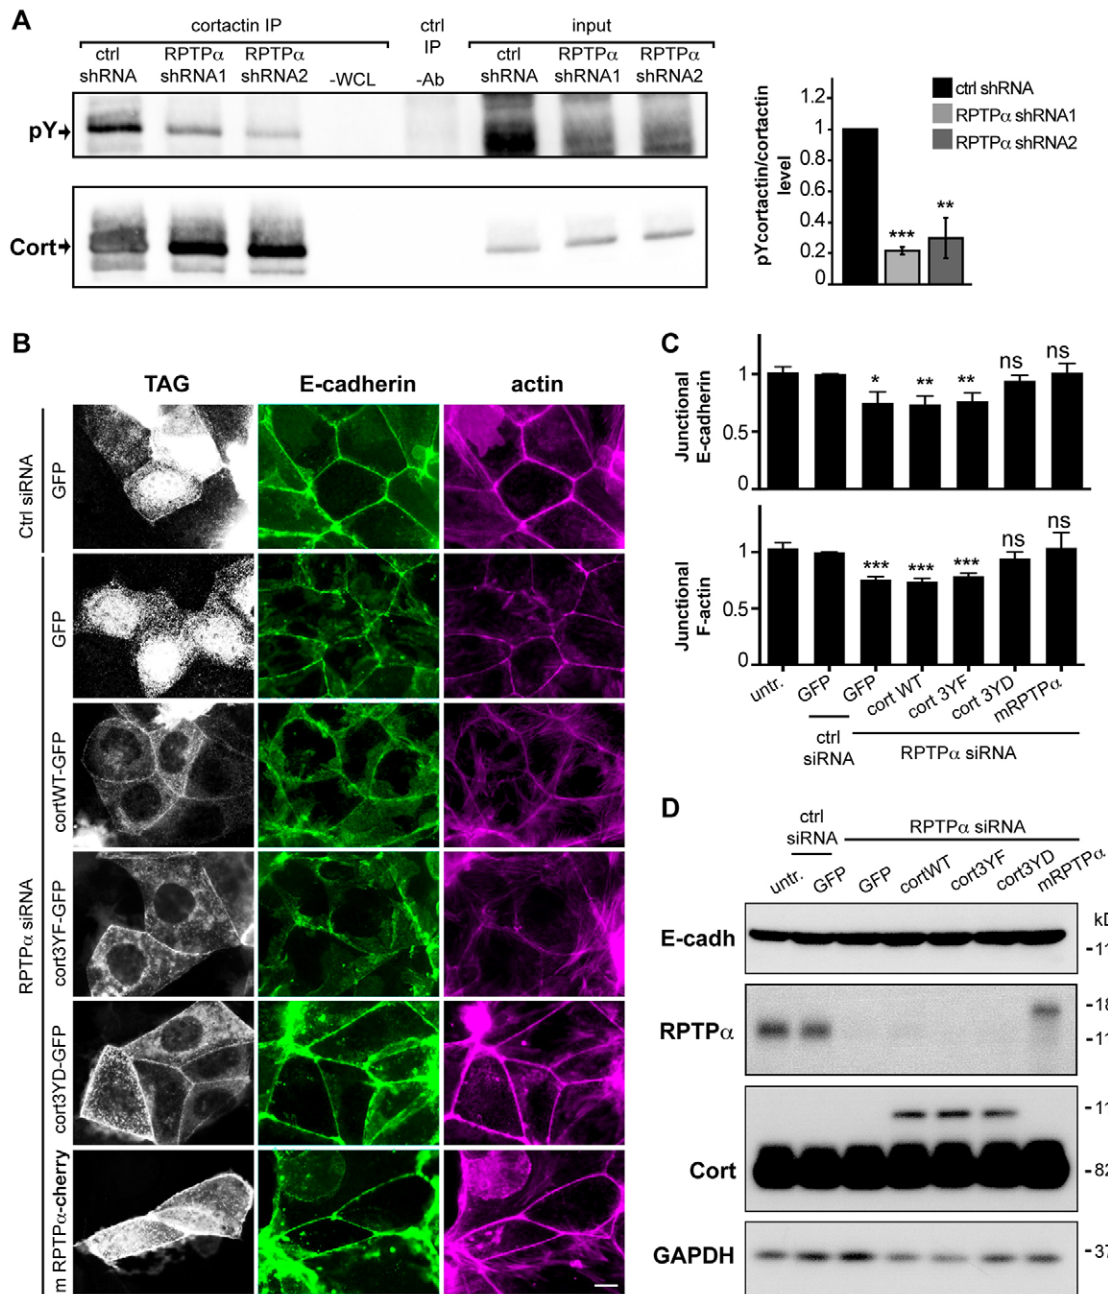 A
cortactin IP
ctrl IP
input
ctrl shRNA
RPTPα shRNA1
RPTPα shRNA2
-WCL
-Ab
ctrl shRNA
RPTPα shRNA1
RPTPα shRNA2
pY
Cort
pYcortactin/cortactin level
1.2
1
0.8
0.6
0.4
0.2
0
***
**
ctrl shRNA
RPTPα shRNA1
RPTPα shRNA2
B
TAG
E-cadherin
actin
Ctrl siRNA
GFP
RPTPα siRNA
GFP
cortWT-GFP
cort3YF-GFP
cort3YD-GFP
m RPTPα-cherry
C
Junctional E-cadherin
1
0.5
0
*
**
**
ns
ns
Junctional F-actin
1
0.5
0
***
***
***
ns
ns
untr.
GFP
GFP
cort WT
cort 3YF
cort 3YD
mRPTPα
ctrl siRNA
RPTPα siRNA
D
ctrl siRNA
RPTPα siRNA
untr.
GFP
GFP
cortWT
cort3YF
cort3YD
mRPTPα
E-cadh
-11
RPTPα
-18
-11
Cort
-11
-82
GAPDH
-37